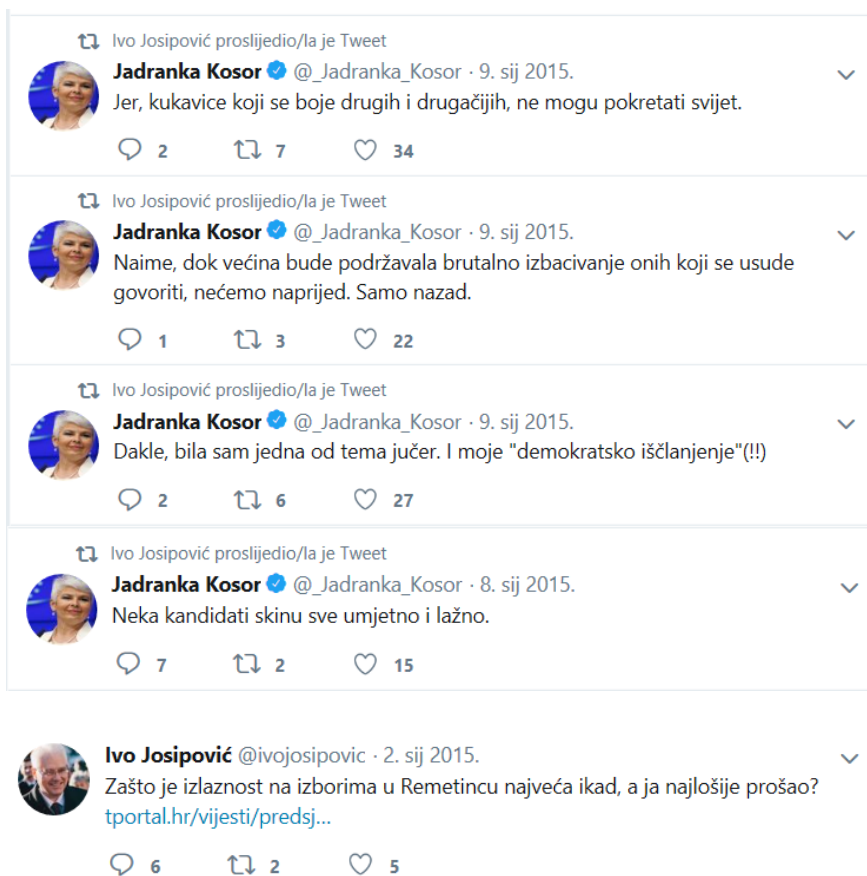 Ivo Josipović proslijedio/la je Tweet
Jadranka Kosor @_Jadranka_Kosor · 9. sij 2015.
Jer, kukavice koji se boje drugih i drugačijih, ne mogu pokretati svijet.
2 7 34
Ivo Josipović proslijedio/la je Tweet
Jadranka Kosor @_Jadranka_Kosor · 9. sij 2015.
Naime, dok većina bude podržavala brutalno izbacivanje onih koji se usude
govoriti, nećemo naprijed. Samo nazad.
1 3 22
Ivo Josipović proslijedio/la je Tweet
Jadranka Kosor @_Jadranka_Kosor · 9. sij 2015.
Dakle, bila sam jedna od tema jučer. I moje "demokratsko iščlanjenje"(!!)
2 6 27
Ivo Josipović proslijedio/la je Tweet
Jadranka Kosor @_Jadranka_Kosor · 8. sij 2015.
Neka kandidati skinu sve umjetno i lažno.
7 2 15
Ivo Josipović @ivojosipovic · 2. sij 2015.
Zašto je izlaznost na izborima u Remetincu najveća ikad, a ja najlošije prošao?
tportal.hr/vijesti/predsj...
6 2 5